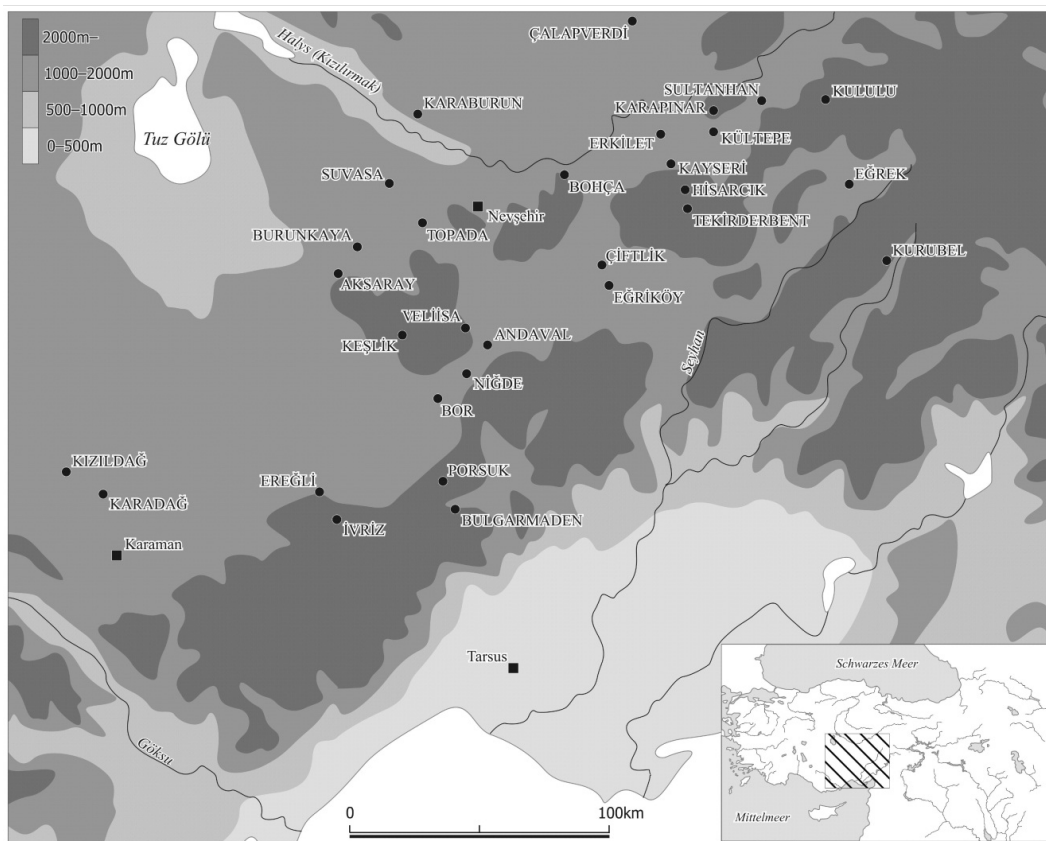 2000m–
1000–2000m
500–1000m
0–500m
Tuz Gölü
Halys (Kızılırmak)
ÇALAPVERDİ
KARABURUN
SULTANHAN
KULULU
KARAPINAR
ERKİLET
KÜLTEPE
KAYSERİ
SUVASA
BOHÇA
HİSARCIK
EĞREK
Nevşehir
TEKİRDERBENT
TOPADA
BURUNKAYA
KURUBEL
ÇİFTLİK
AKSARAY
EĞRİKÖY
VELİİSA
ANDAVAL
KEŞLİK
Seyhan
NİĞDE
BOR
KIZILDAĞ
PORSUK
EREĞLİ
KARADAĞ
BULGARMADEN
İVRİZ
Karaman
Tarsus
Göksu
Schwarzes Meer
Mittelmeer
0
100km